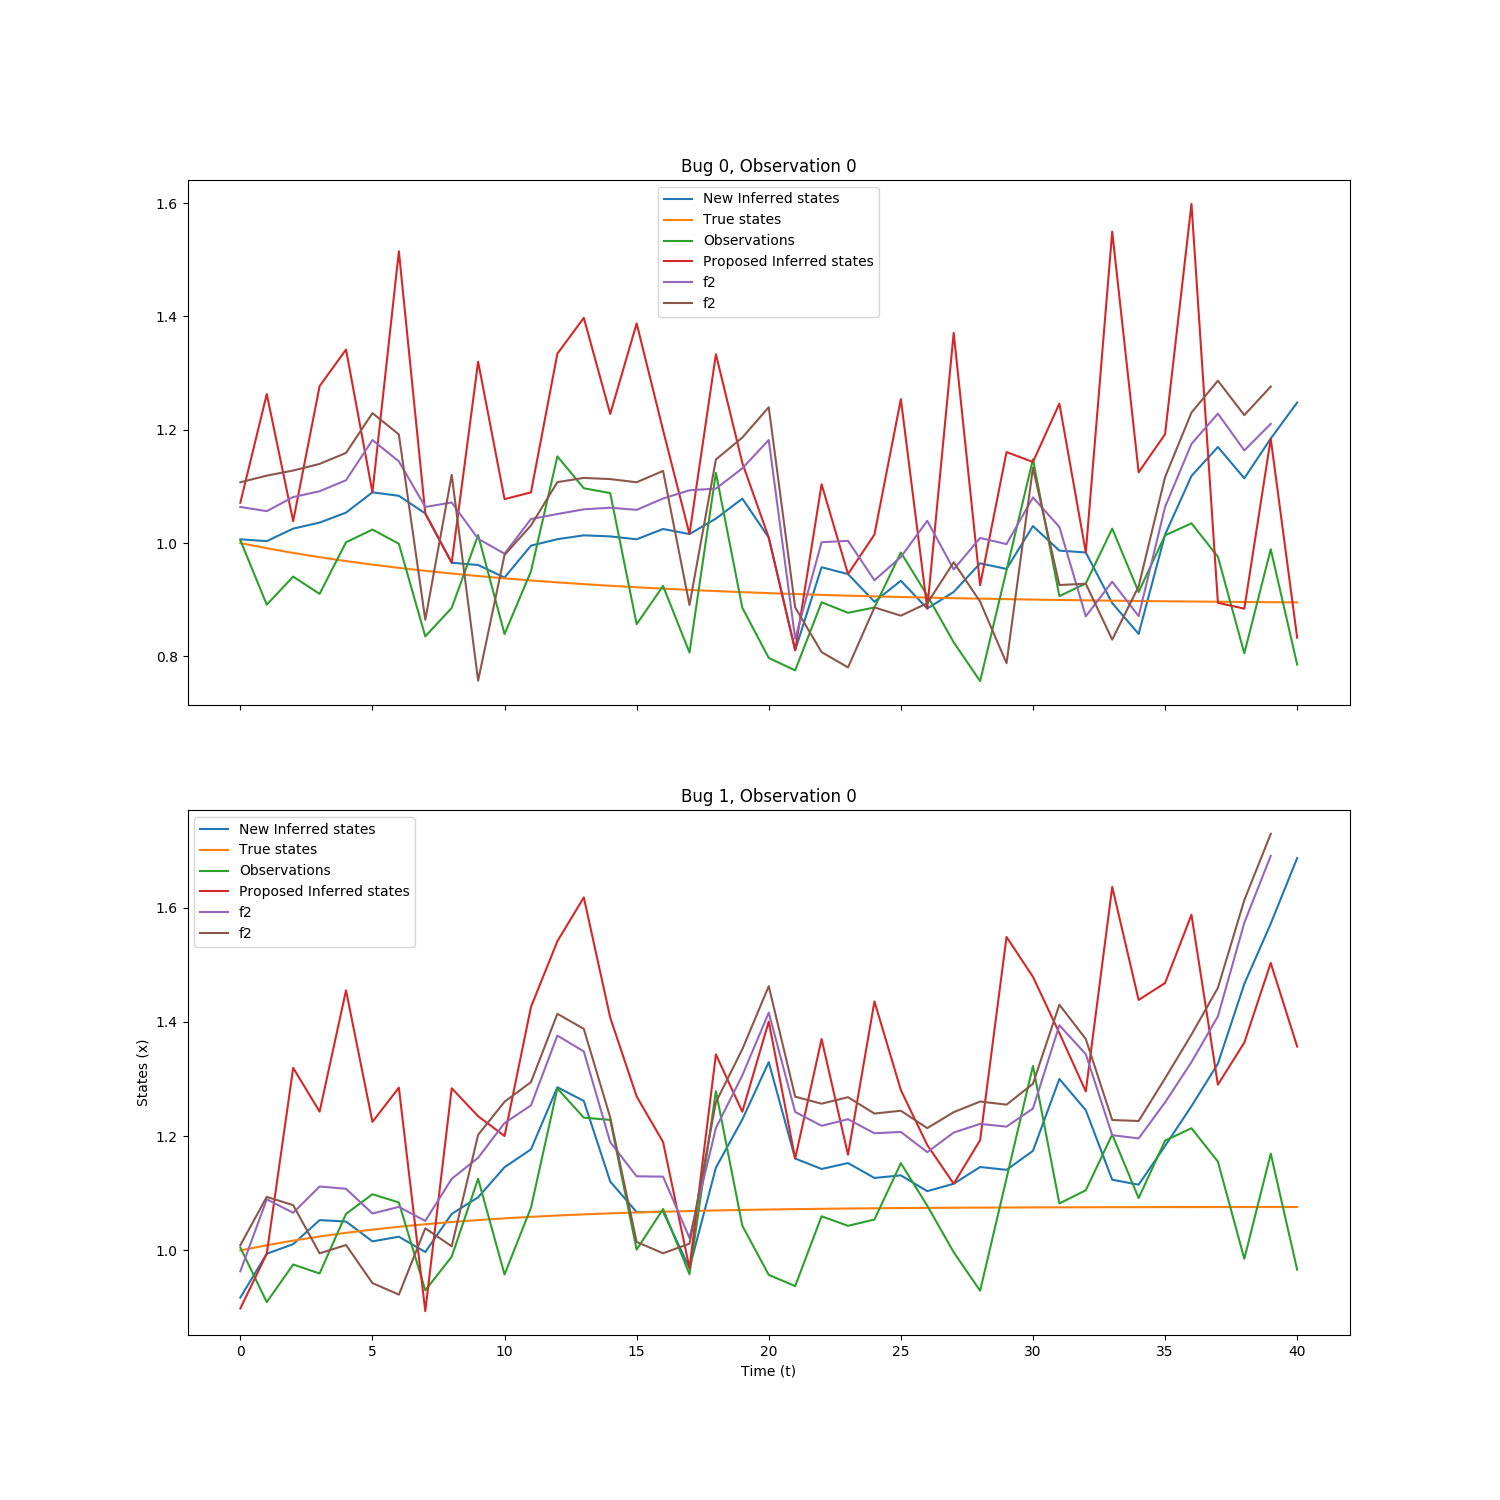 Bug 0, Observation 0
New Inferred states
True states
Observations
Proposed Inferred states
f2
f2
1.6
1.4
1.2
1.0
0.8
Bug 1, Observation 0
New Inferred states
True states
Observations
Proposed Inferred states
f2
f2
1.6
1.4
1.2
1.0
States (x)
0 5 10 15 20 25 30 35 40
Time (t)